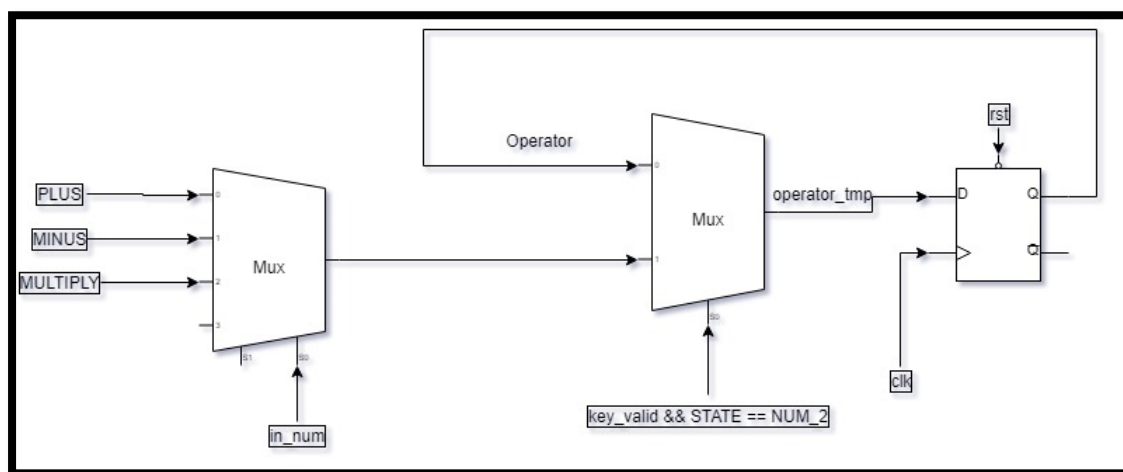 Operator
rst
PLUS
0
0
operator_tmp
D
Q
MINUS
1
Mux
Mux
1
Q
MULTIPLY
2
3
S1
S0
S0
clk
key_valid && STATE == NUM_2
in_num